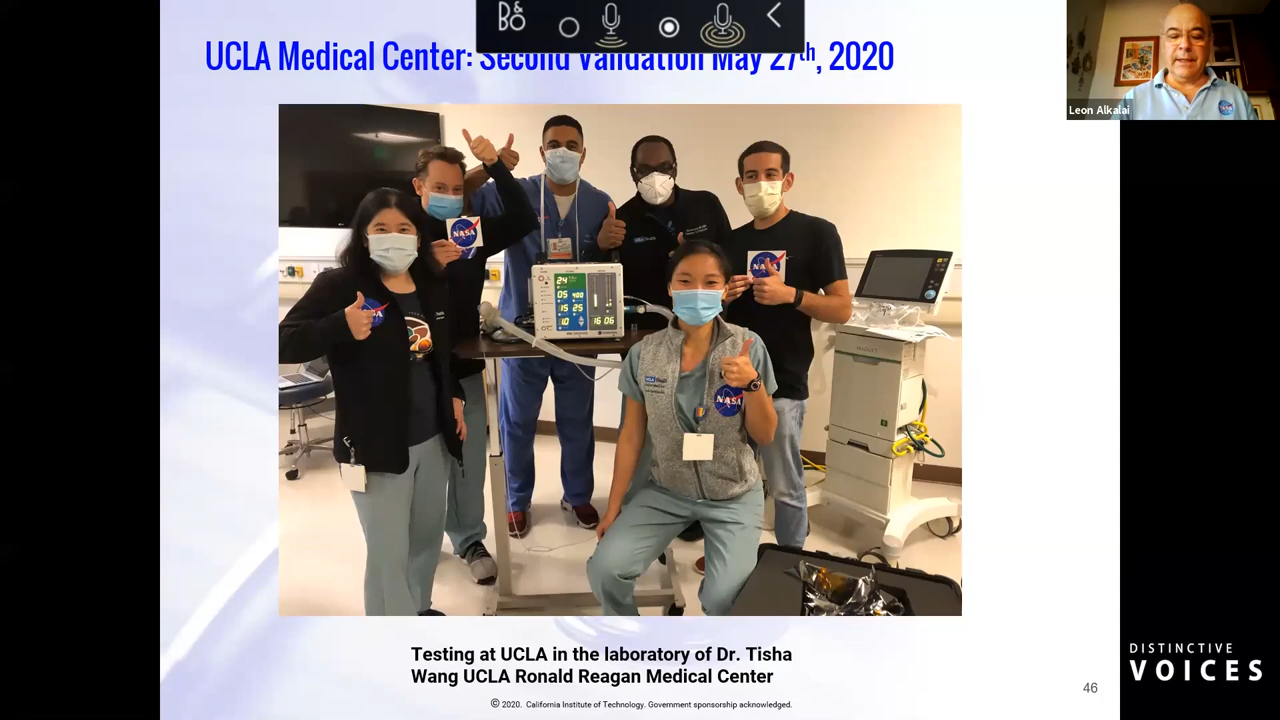 B&O
UCLA Medical Center: Second Validation May 27th, 2020
Leon Alkalai
NASA
NASA
NASA
NASA
NASA
UCLA
24
05 400
15 25
10
16 06
MAQUET
Testing at UCLA in the laboratory of Dr. Tisha
Wang UCLA Ronald Reagan Medical Center
© 2020. California Institute of Technology. Government sponsorship acknowledged.
46
DISTINCTIVE
VOICES